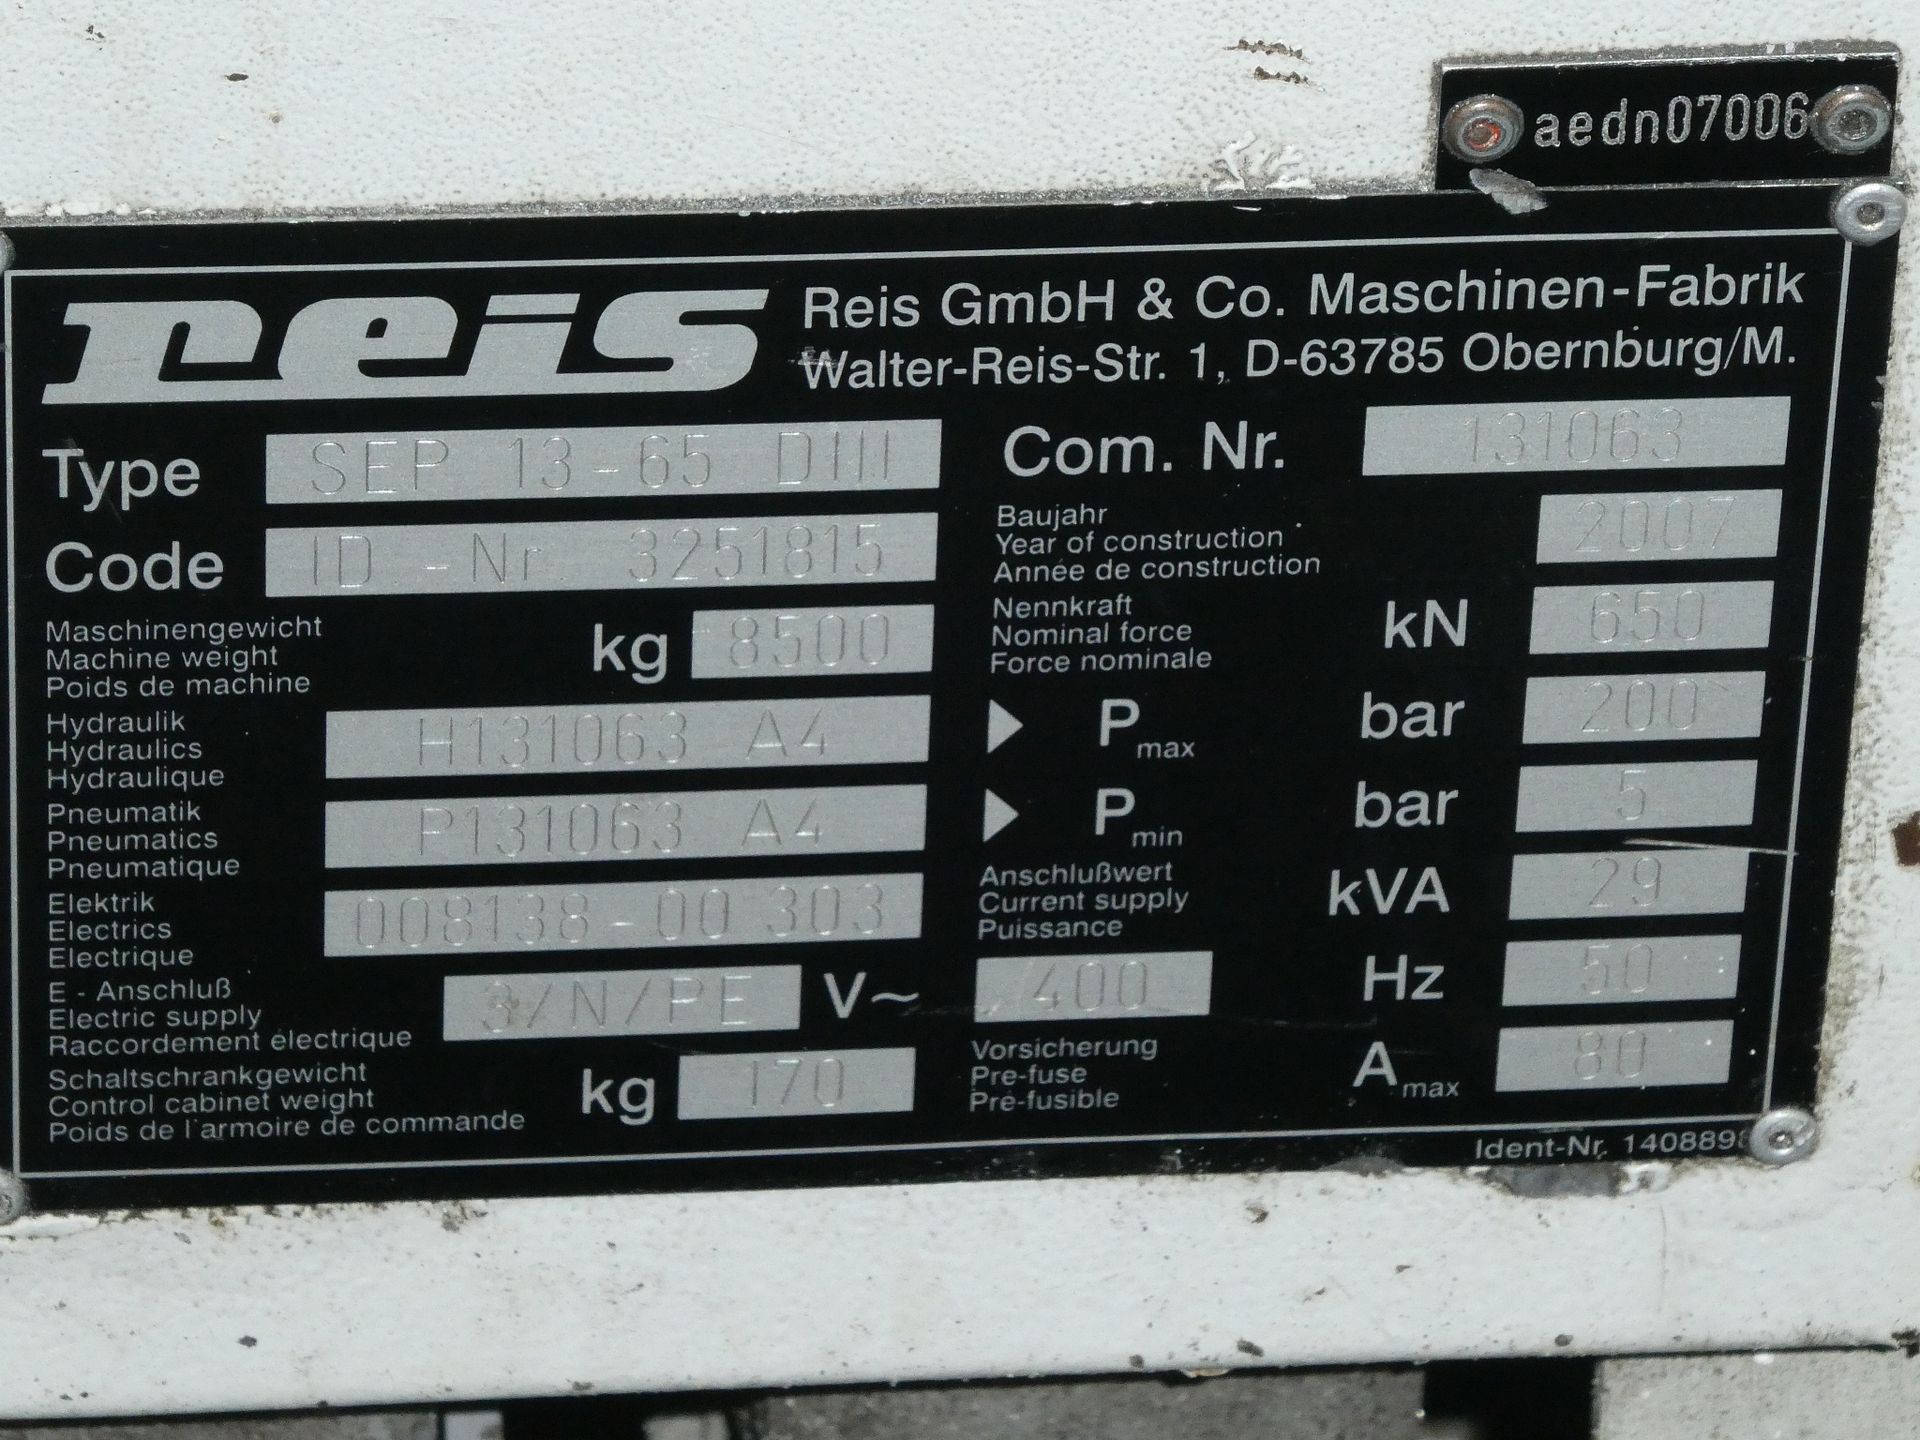 aedn07006
reis
Reis GmbH & Co. Maschinen-Fabrik
Walter-Reis-Str. 1, D-63785 Obernburg/M.
Type SEP 13-65 DIII
Code ID.-Nr. 3251815
Maschinengewicht
Machine weight kg 8500
Poids de machine
Hydraulik
Hydraulics H131063 A4
Hydraulique
Pneumatik
Pneumatics P131063 A4
Pneumatique
Elektrik
Electrics 008138-00 303
Electrique
E - Anschluß
Electric supply 3/N/PE V~ 400
Raccordement électrique
Schaltschrankgewicht
Control cabinet weight kg 170
Poids de l'armoire de commande
Com. Nr. 131063
Baujahr
Year of construction 2007
Année de construction
Nennkraft
Nominal force kN 650
Force nominale
Pmax bar 200
Pmin bar 5
Anschlußwert
Current supply kVA 29
Puissance
Hz 50
Vorsicherung
Pre-fuse Amax 80
Pré-fusible
Ident-Nr.